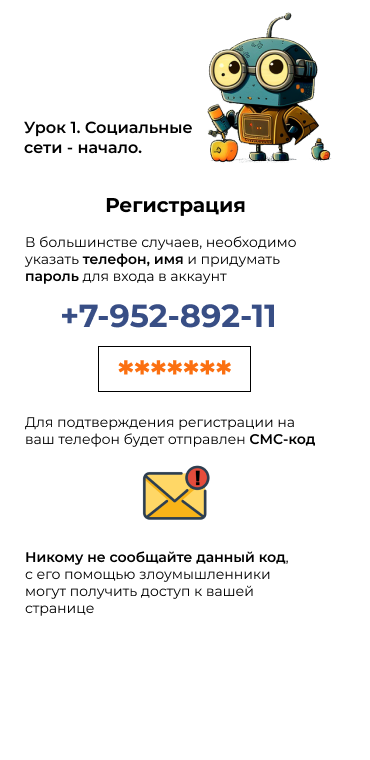 Урок 1. Социальные
сети - начало.
Регистрация
В большинстве случаев, необходимо
указать телефон, имя и придумать
пароль для входа в аккаунт
+7-952-892-11
*******
Для подтверждения регистрации на
ваш телефон будет отправлен СМС-код
!
Никому не сообщайте данный код,
с его помощью злоумышленники
могут получить доступ к вашей
странице